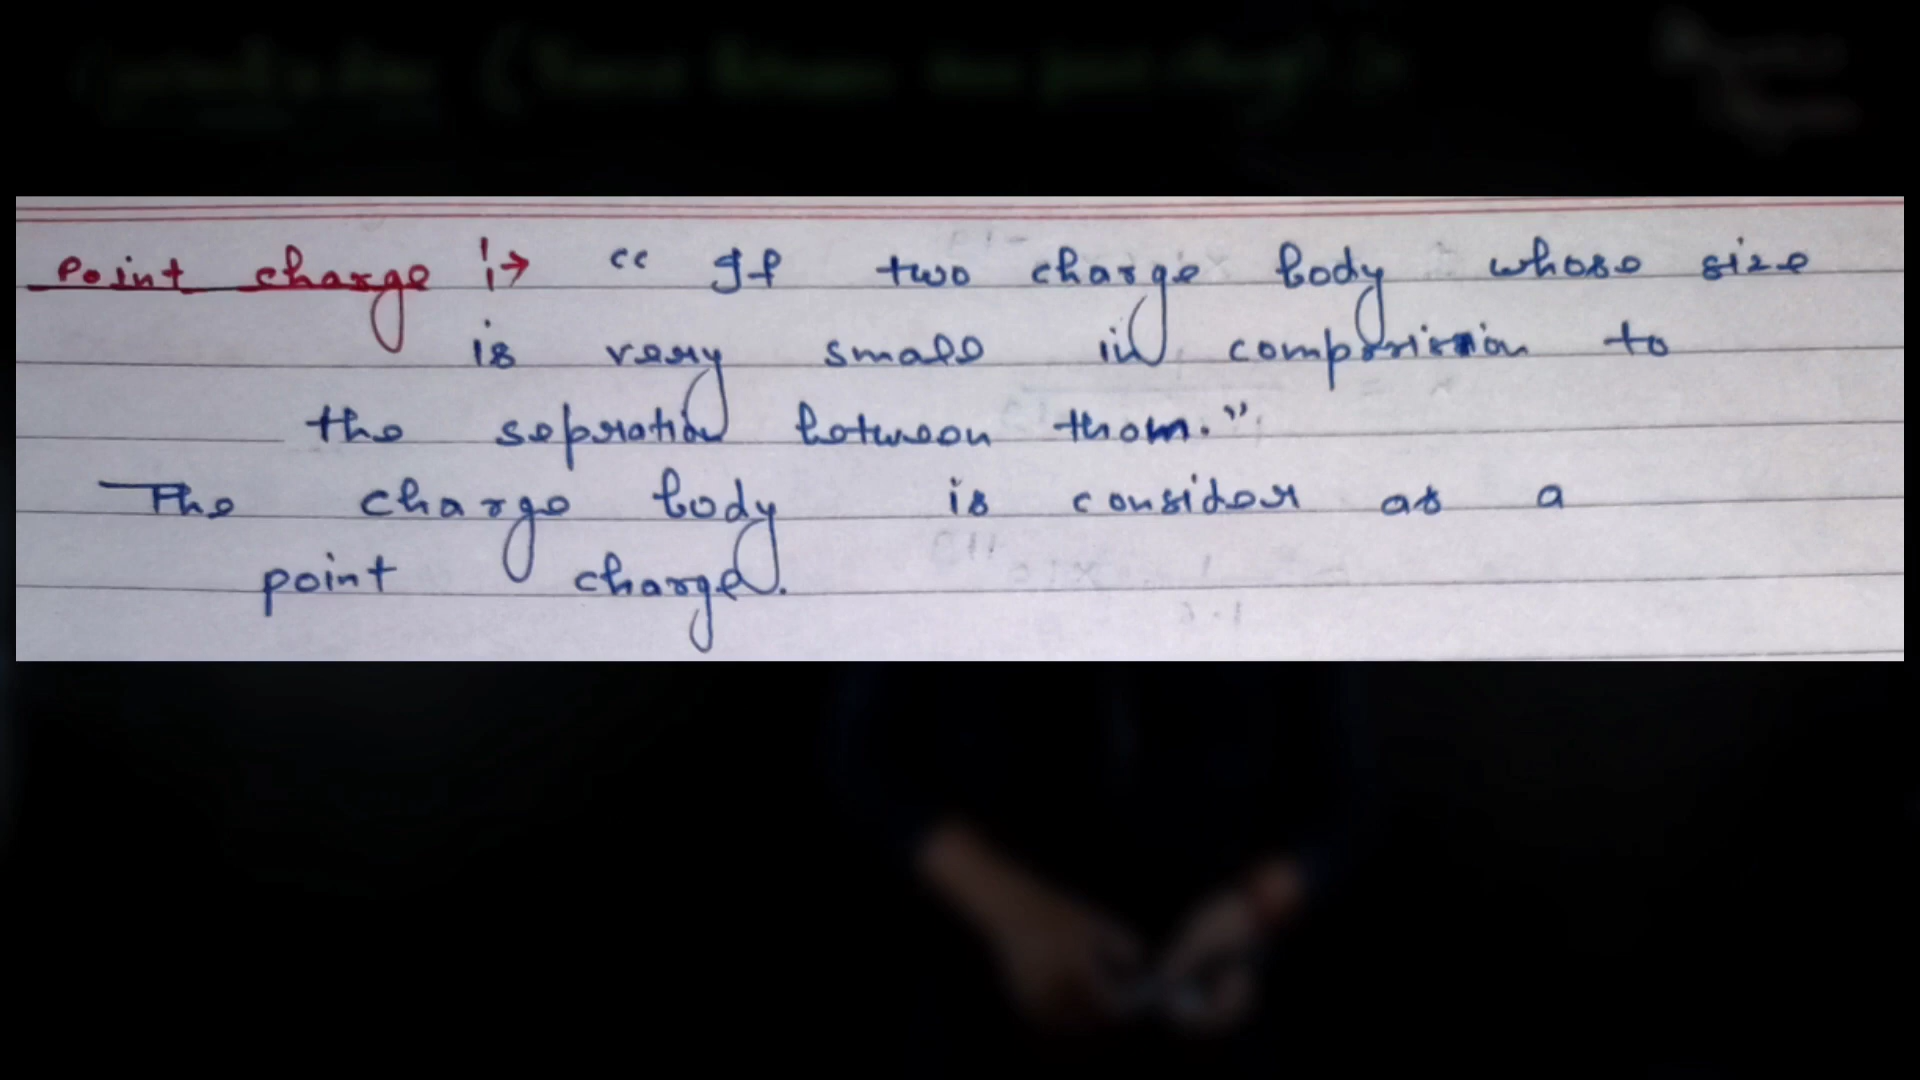 Point charge :→ “ If two charge body whose size
is very small in comprision to
the sepration between them.”
The charge body is consider as a
point charge.